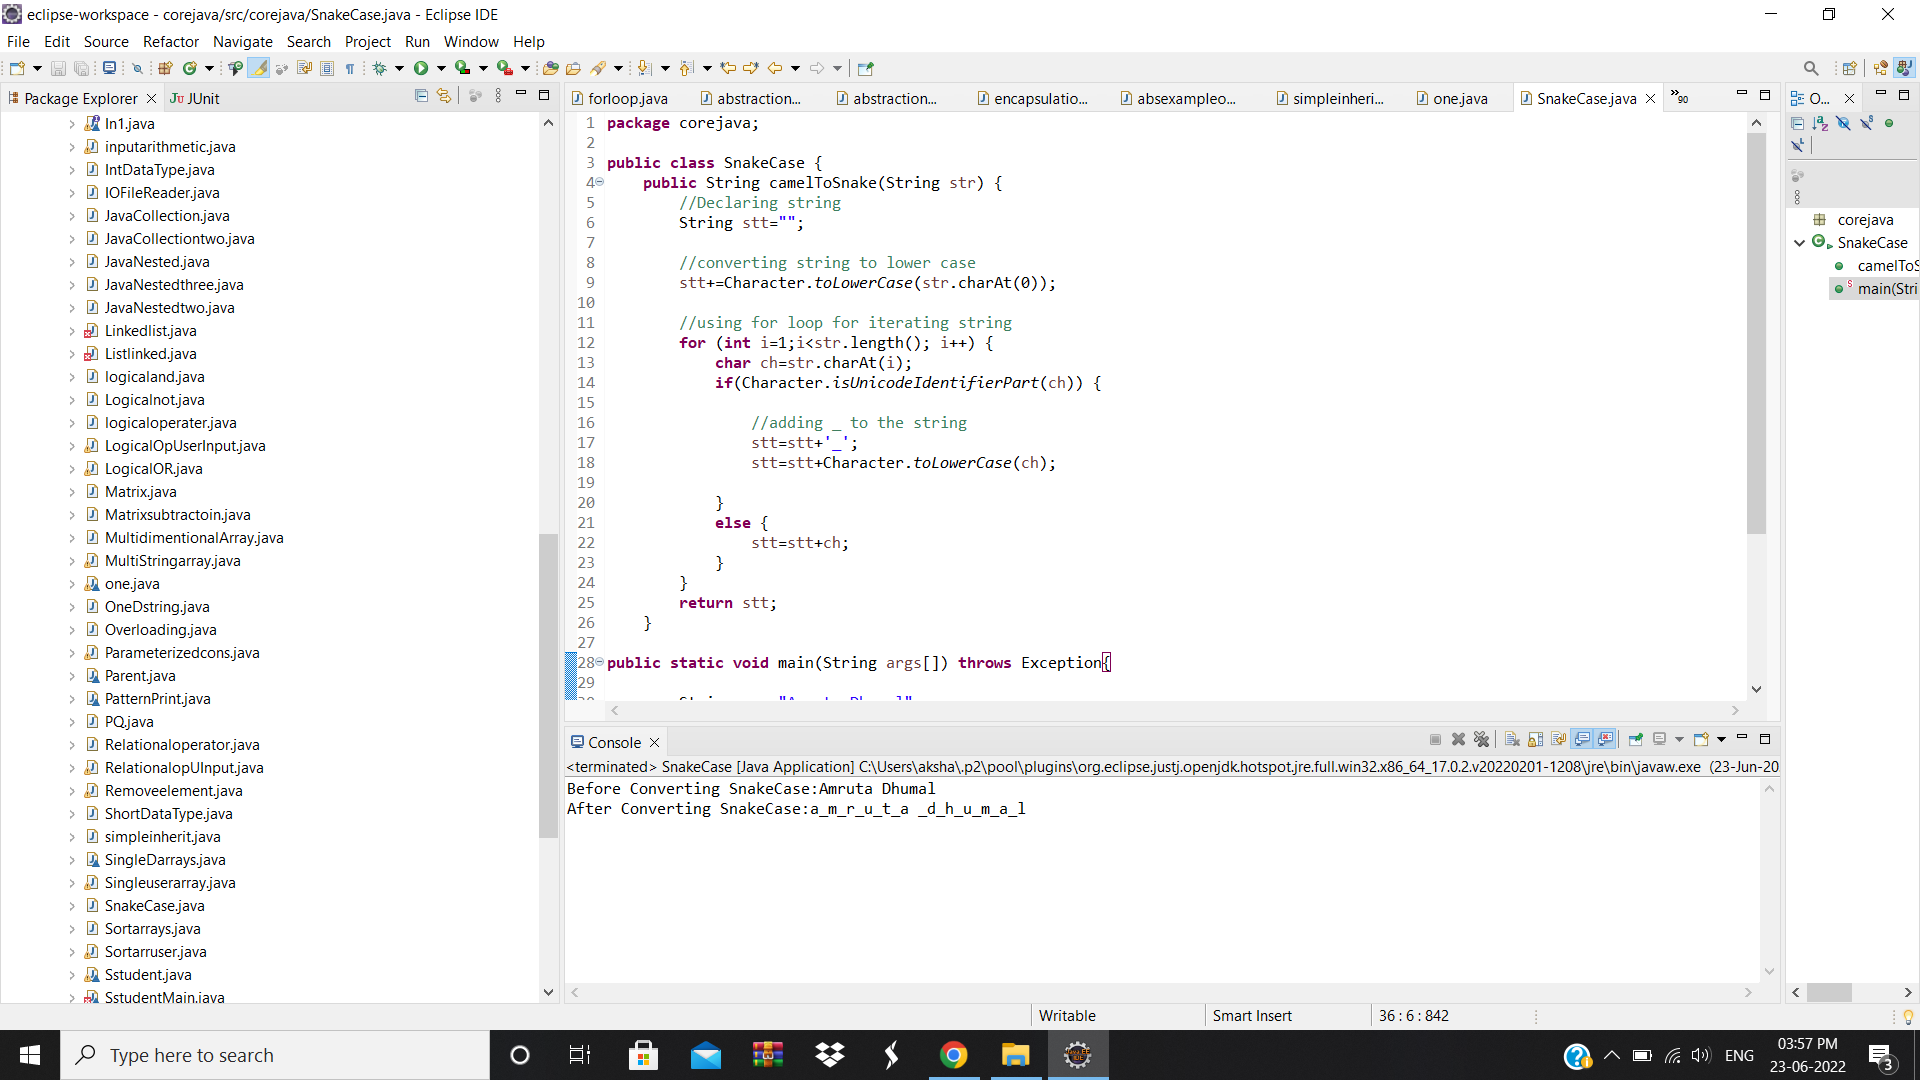 eclipse-workspace - corejava/src/corejava/SnakeCase.java - Eclipse IDE
File Edit Source Refactor Navigate Search Project Run Window Help
Package Explorer JUnit
In1.java
inputarithmetic.java
IntDataType.java
IOFileReader.java
JavaCollection.java
JavaCollectiontwo.java
JavaNested.java
JavaNestedthree.java
JavaNestedtwo.java
Linkedlist.java
Listlinked.java
logicaland.java
Logicalnot.java
logicaloperater.java
LogicalOpUserInput.java
LogicalOR.java
Matrix.java
Matrixsubtractoin.java
MultidimentionalArray.java
MultiStringarray.java
one.java
OneDstring.java
Overloading.java
Parameterizedcons.java
Parent.java
PatternPrint.java
PQ.java
Relationaloperator.java
RelationalopUInput.java
Removeelement.java
ShortDataType.java
simpleinherit.java
SingleDarrays.java
Singleuserarray.java
SnakeCase.java
Sortarrays.java
Sortarruser.java
Sstudent.java
SstudentMain.java
forloop.java abstraction... abstraction... encapsulatio... absexampleo... simpleinheri... one.java SnakeCase.java »90
1 package corejava;
2
3 public class SnakeCase {
4 public String camelToSnake(String str) {
5 //Declaring string
6 String stt="";
7
8 //converting string to lower case
9 stt+=Character.toLowerCase(str.charAt(0));
10
11 //using for loop for iterating string
12 for (int i=1;i<str.length(); i++) {
13 char ch=str.charAt(i);
14 if(Character.isUnicodeIdentifierPart(ch)) {
15
16 //adding _ to the string
17 stt=stt+'_';
18 stt=stt+Character.toLowerCase(ch);
19
20 }
21 else {
22 stt=stt+ch;
23 }
24 }
25 return stt;
26 }
27
28 public static void main(String args[]) throws Exception{
29
Console
<terminated> SnakeCase [Java Application] C:\Users\aksha\.p2\pool\plugins\org.eclipse.justj.openjdk.hotspot.jre.full.win32.x86_64_17.0.2.v20220201-1208\jre\bin\javaw.exe (23-Jun-20
Before Converting SnakeCase:Amruta Dhumal
After Converting SnakeCase:a_m_r_u_t_a _d_h_u_m_a_l
O...
corejava
SnakeCase
camelToS
main(Stri
Writable Smart Insert 36 : 6 : 842
Type here to search
ENG
03:57 PM
23-06-2022
3